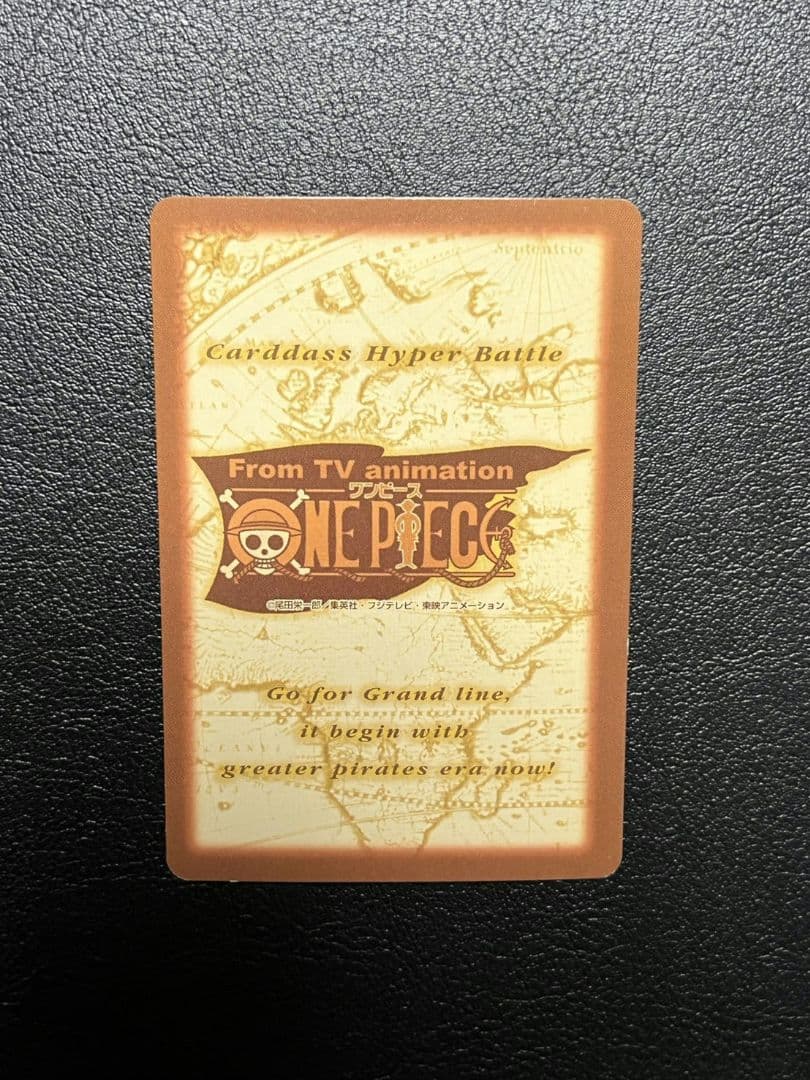 Septentrio
Carddass Hyper Battle
From TV animation
ワンピース
ONE PIECE
©尾田栄一郎/集英社・フジテレビ・東映アニメーション
Go for Grand line,
it begin with
greater pirates era now!